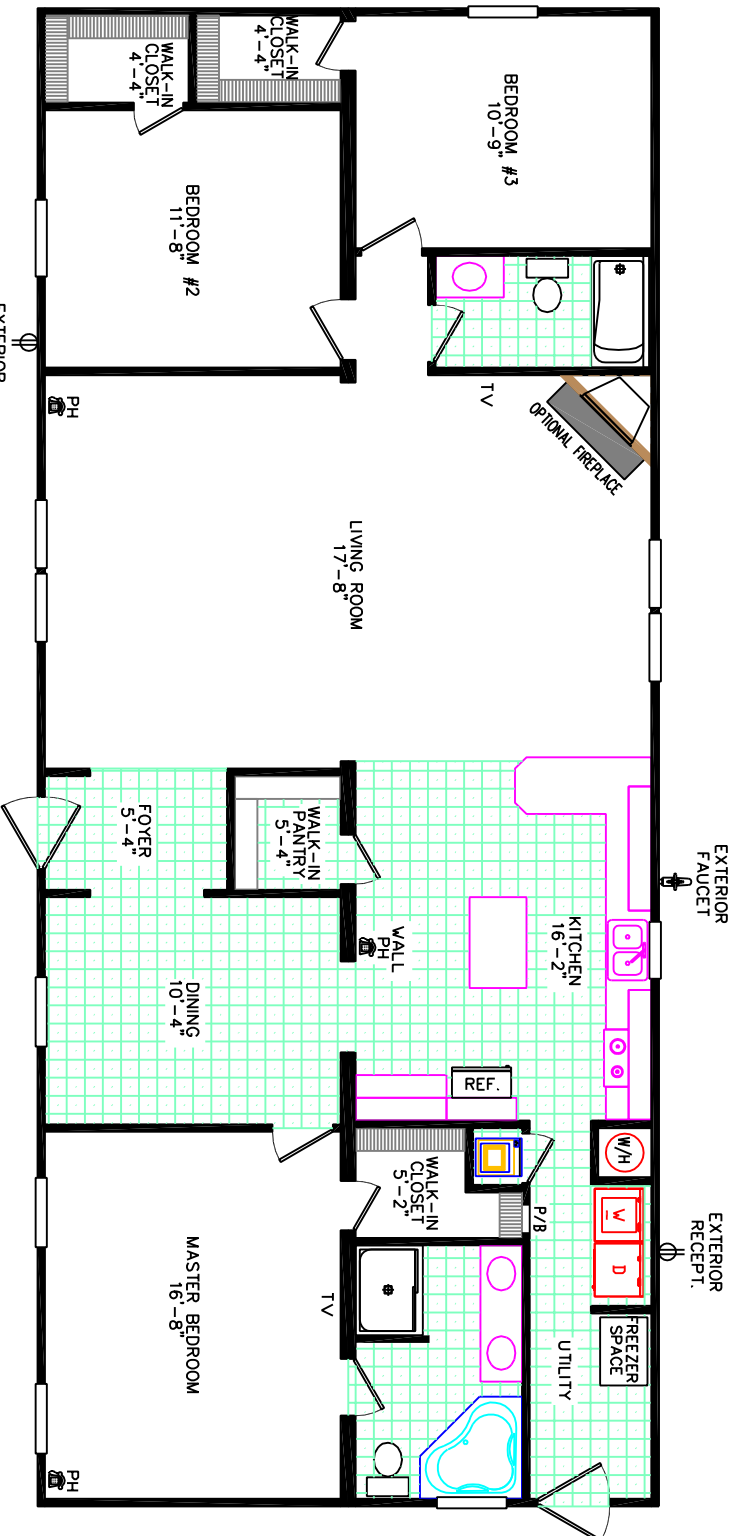 WALK-IN
CLOSET
4'-4"
WALK-IN
CLOSET
4'-4"
BEDROOM #3
10'-9"
BEDROOM #2
11'-8"
EXTERIOR
PH
TV
OPTIONAL FIREPLACE
LIVING ROOM
17'-8"
FOYER
5'-4"
WALK-IN
PANTRY
5'-4"
EXTERIOR
FAUCET
WALL
PH
KITCHEN
16'-2"
DINING
10'-4"
REF.
W/H
WALK-IN
CLOSET
5'-2"
P/B
W
D
EXTERIOR
RECEPT.
MASTER BEDROOM
16'-8"
TV
UTILITY
FREEZER
SPACE
PH